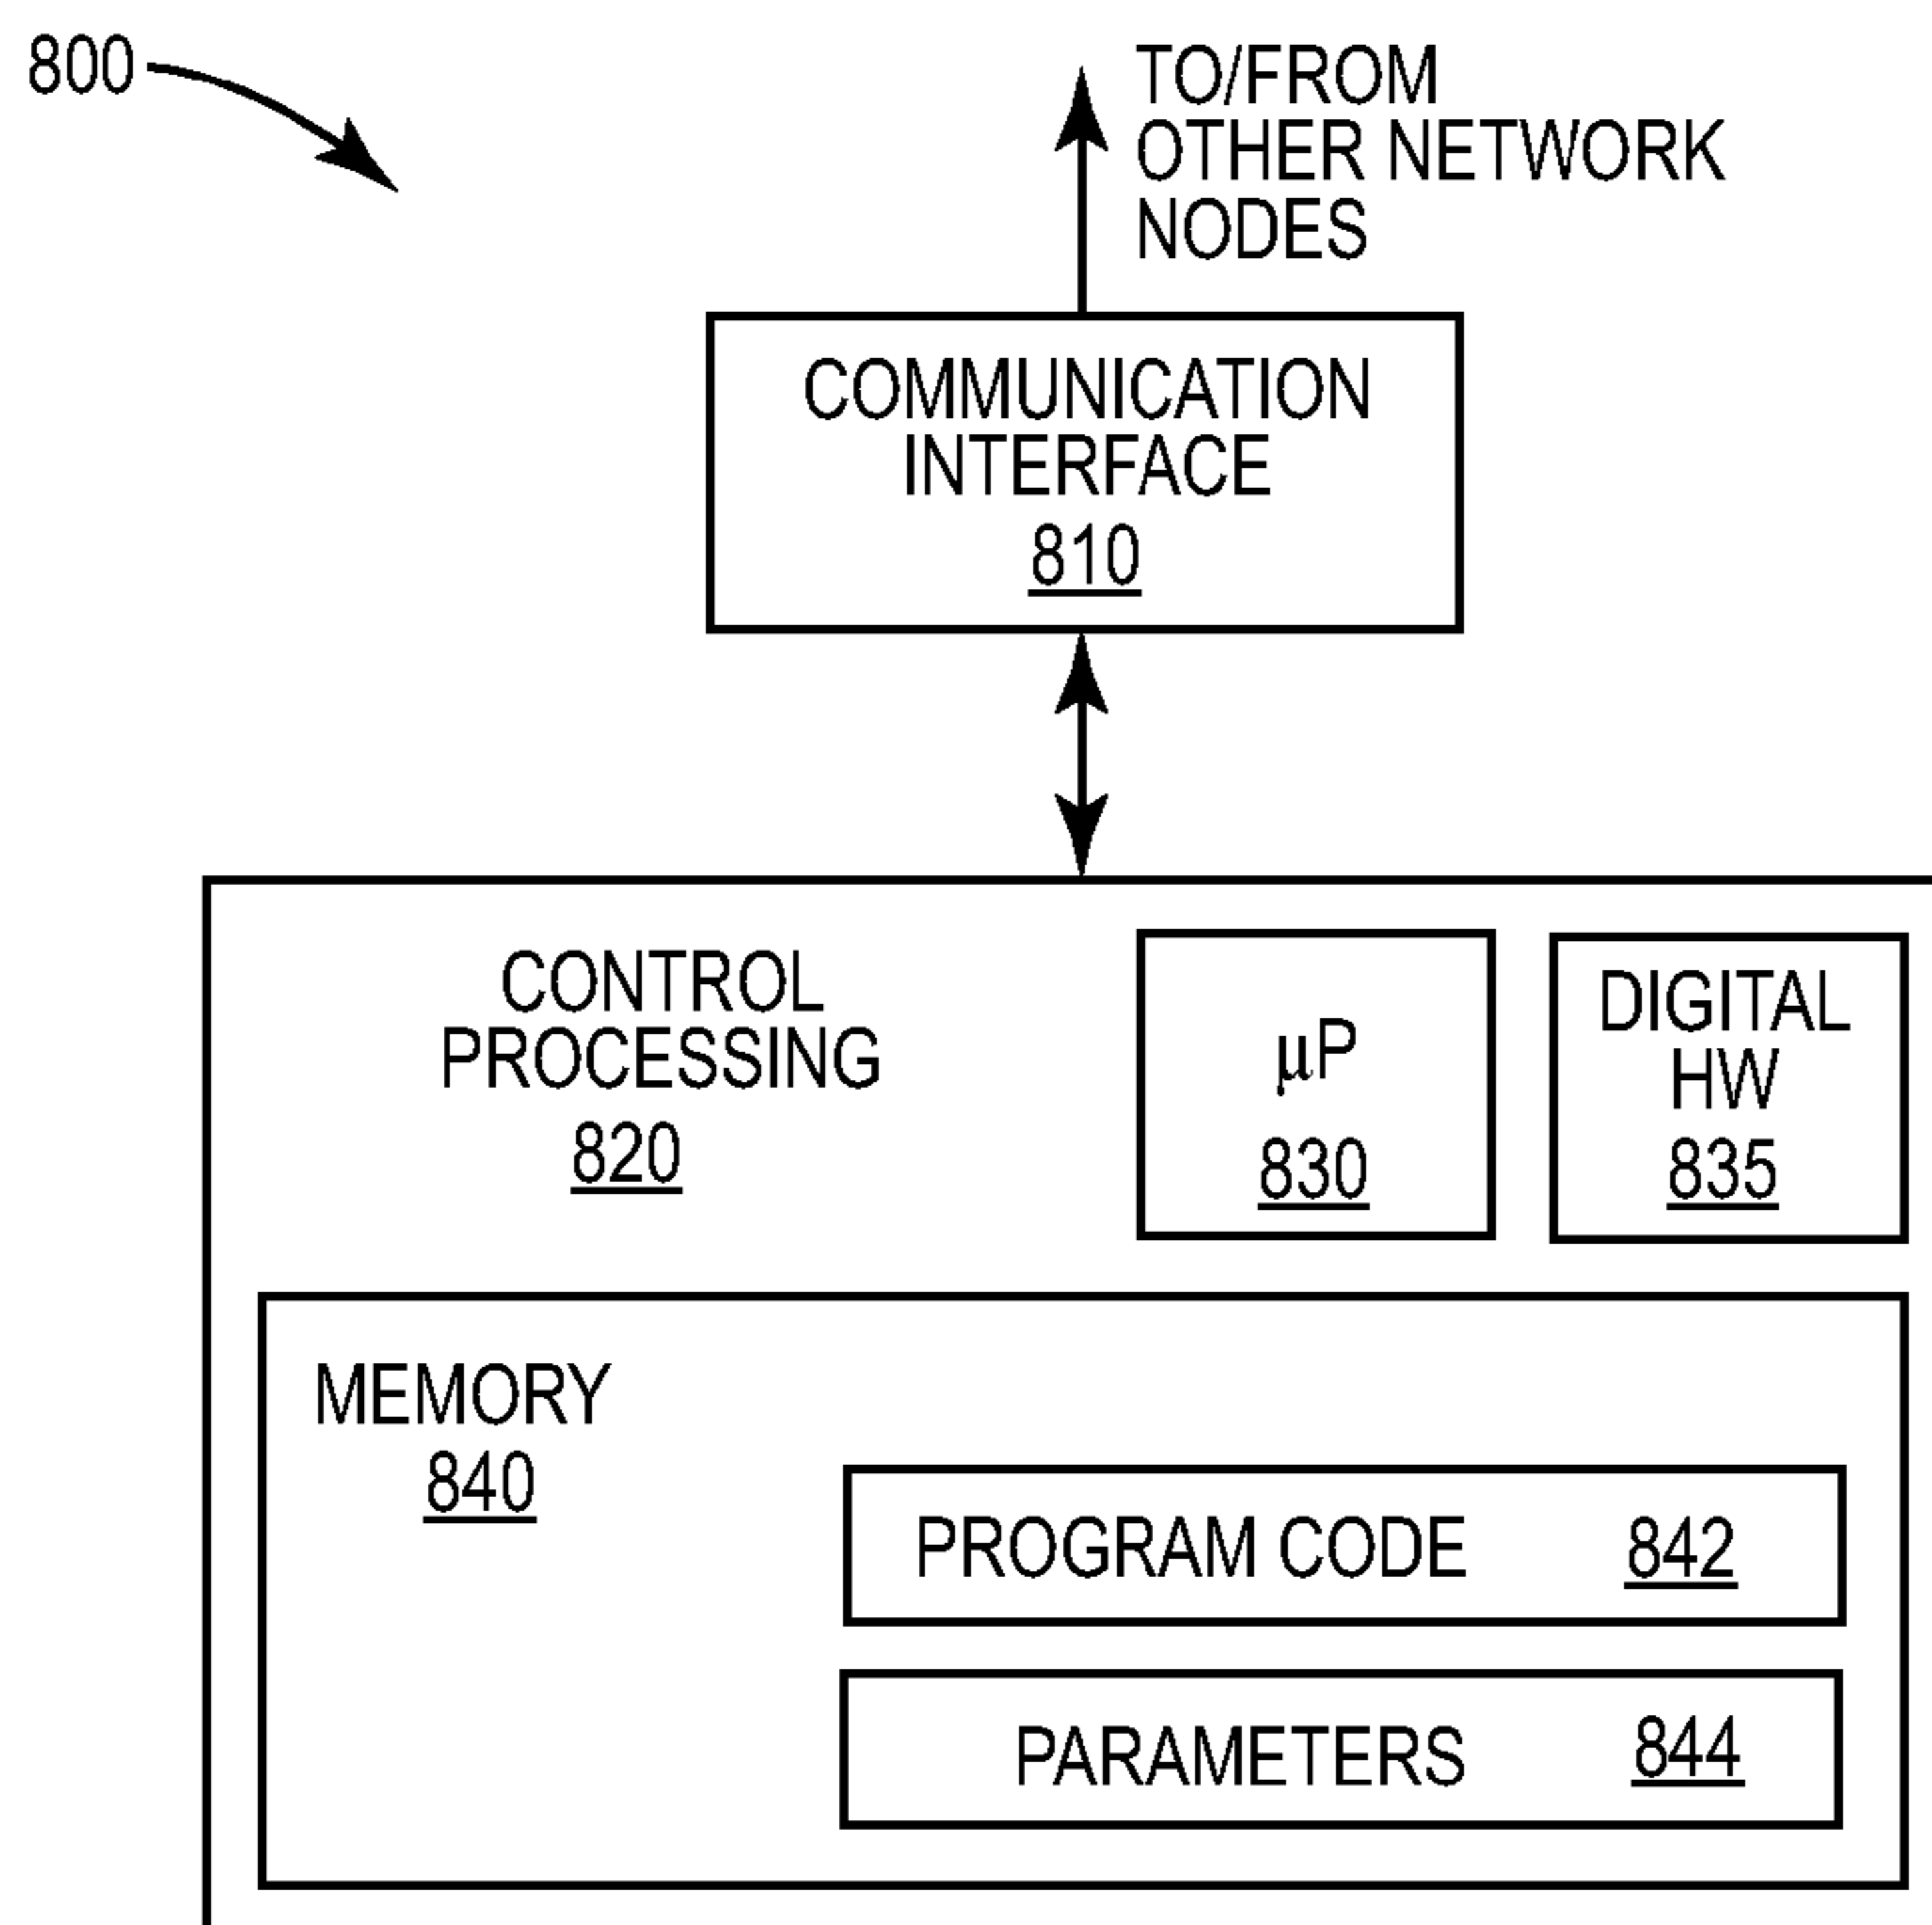 800
TO/FROM
OTHER NETWORK
NODES
COMMUNICATION
INTERFACE
810
CONTROL
PROCESSING
820
µP
830
DIGITAL
HW
835
MEMORY
840
PROGRAM CODE 842
PARAMETERS 844